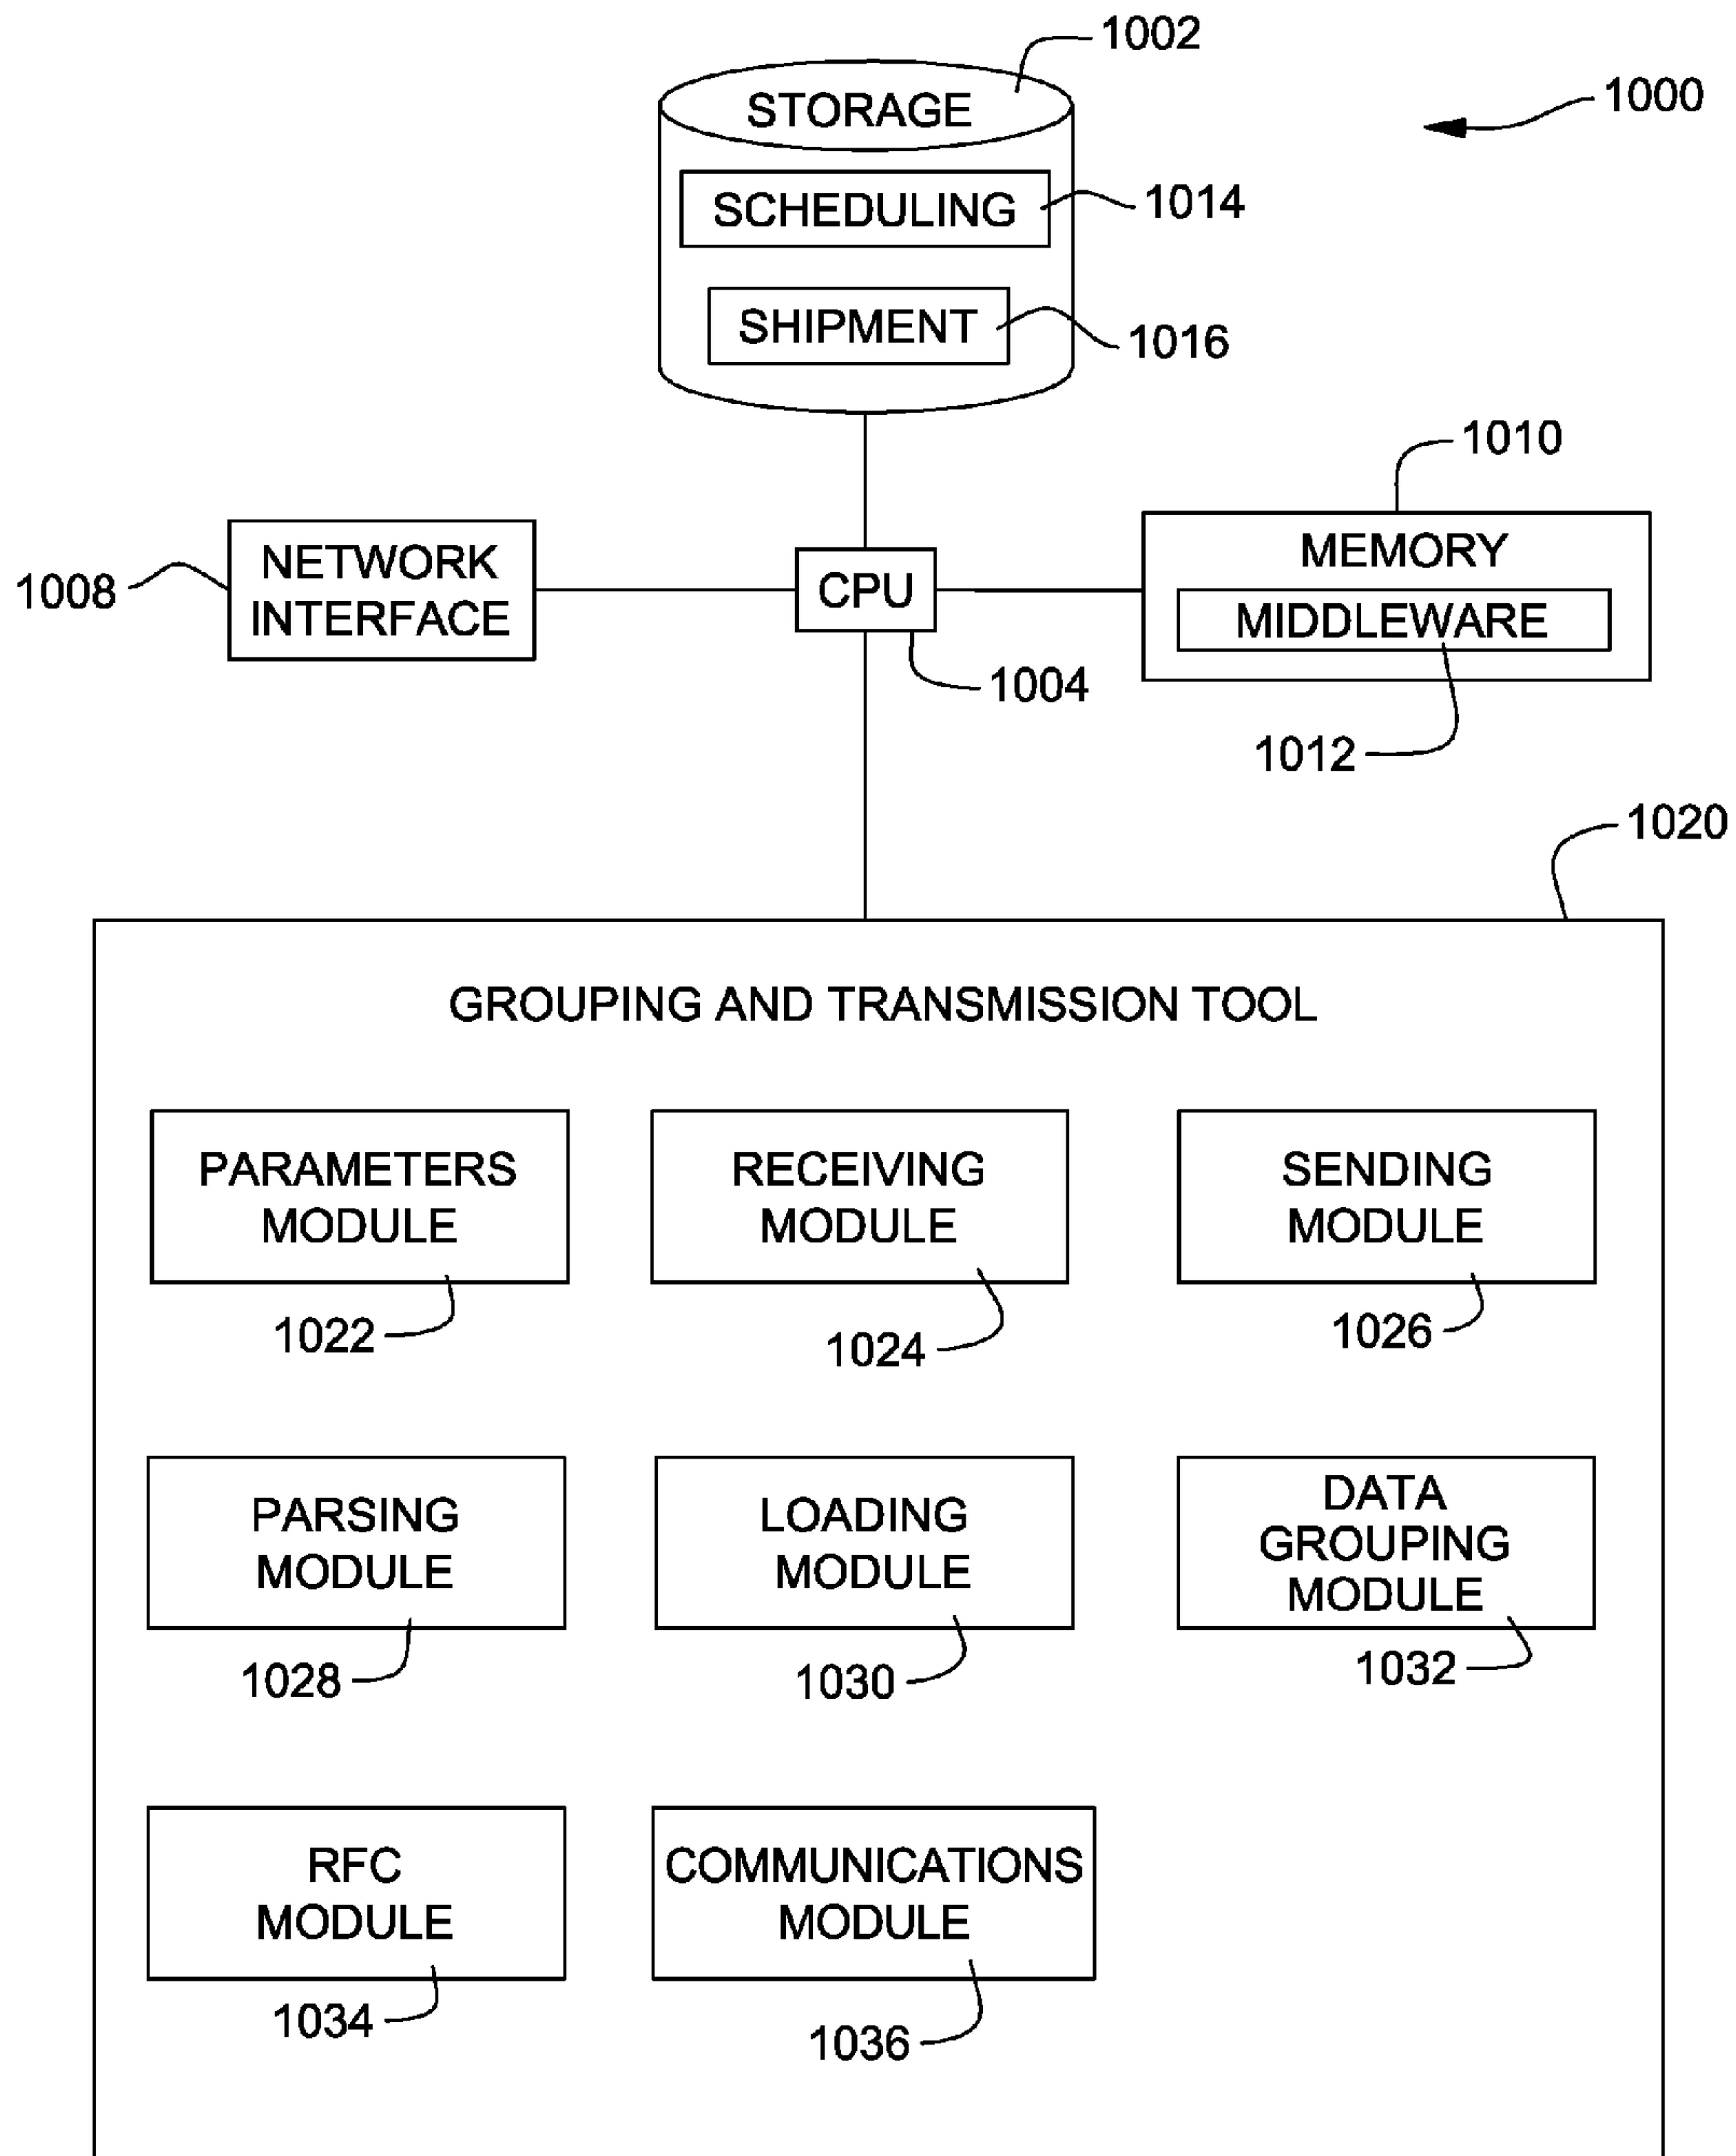 1002
STORAGE
1000
SCHEDULING
1014
SHIPMENT
1016
1010
NETWORK
INTERFACE
1008
CPU
1004
MEMORY
MIDDLEWARE
1012
1020
GROUPING AND TRANSMISSION TOOL
PARAMETERS
MODULE
1022
RECEIVING
MODULE
1024
SENDING
MODULE
1026
PARSING
MODULE
1028
LOADING
MODULE
1030
DATA
GROUPING
MODULE
1032
RFC
MODULE
1034
COMMUNICATIONS
MODULE
1036